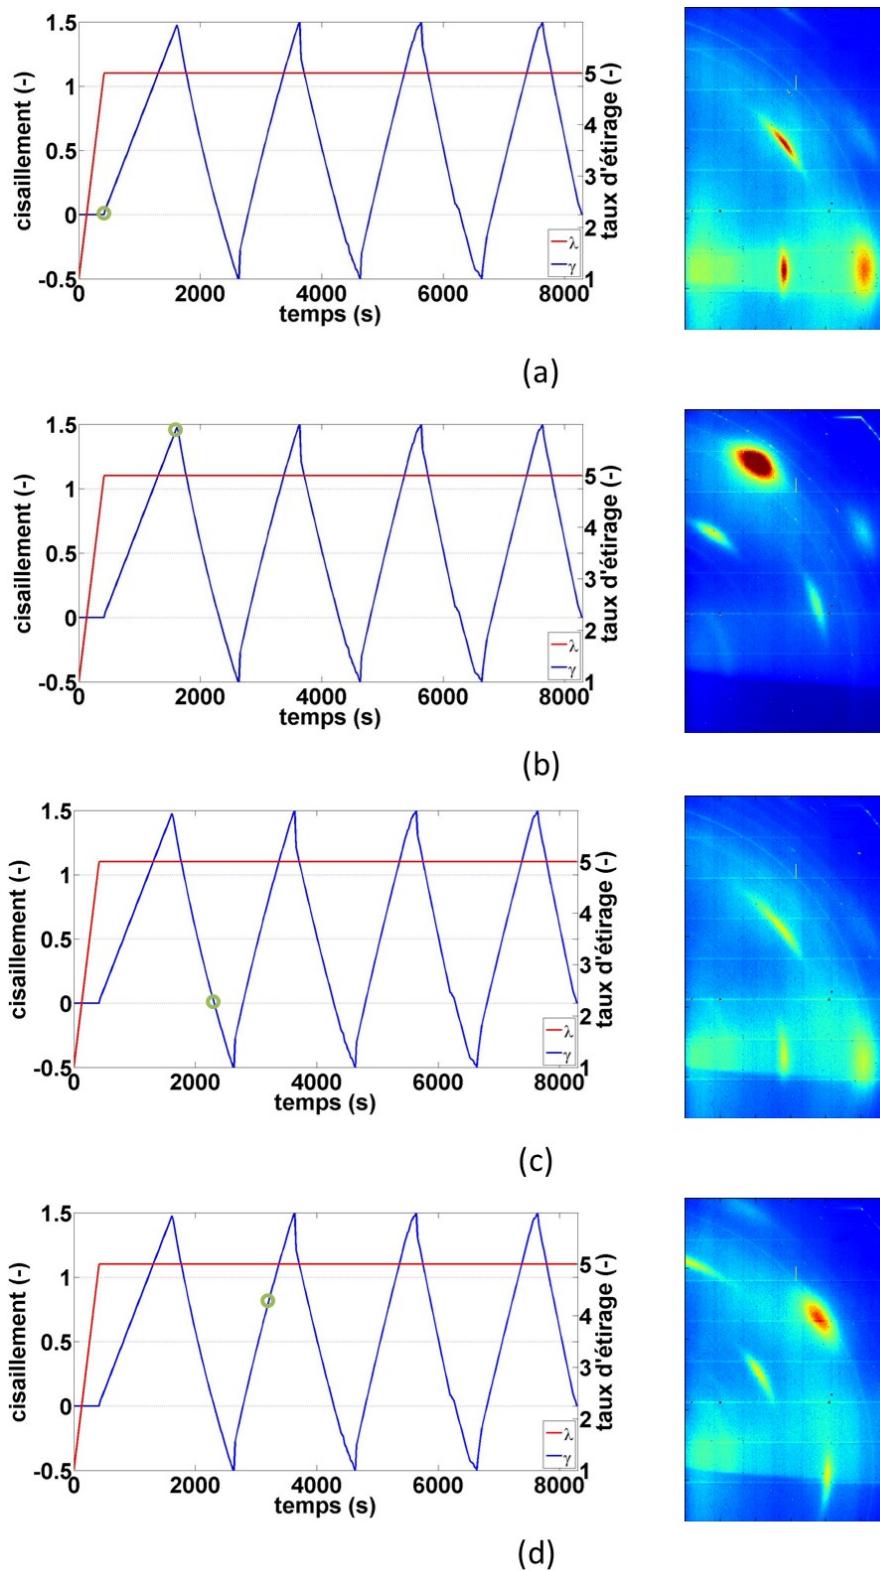 1.5
1
0.5
0
-0.5
cisaillement (-)
5
4
3
2
1
taux d'étirage (-)
λ
γ
0
2000
4000
6000
8000
temps (s)
(a)
1.5
1
0.5
0
-0.5
cisaillement (-)
5
4
3
2
1
taux d'étirage (-)
λ
γ
0
2000
4000
6000
8000
temps (s)
(b)
1.5
1
0.5
0
-0.5
cisaillement (-)
5
4
3
2
1
taux d'étirage (-)
λ
γ
0
2000
4000
6000
8000
temps (s)
(c)
1.5
1
0.5
0
-0.5
cisaillement (-)
5
4
3
2
1
taux d'étirage (-)
λ
γ
0
2000
4000
6000
8000
temps (s)
(d)